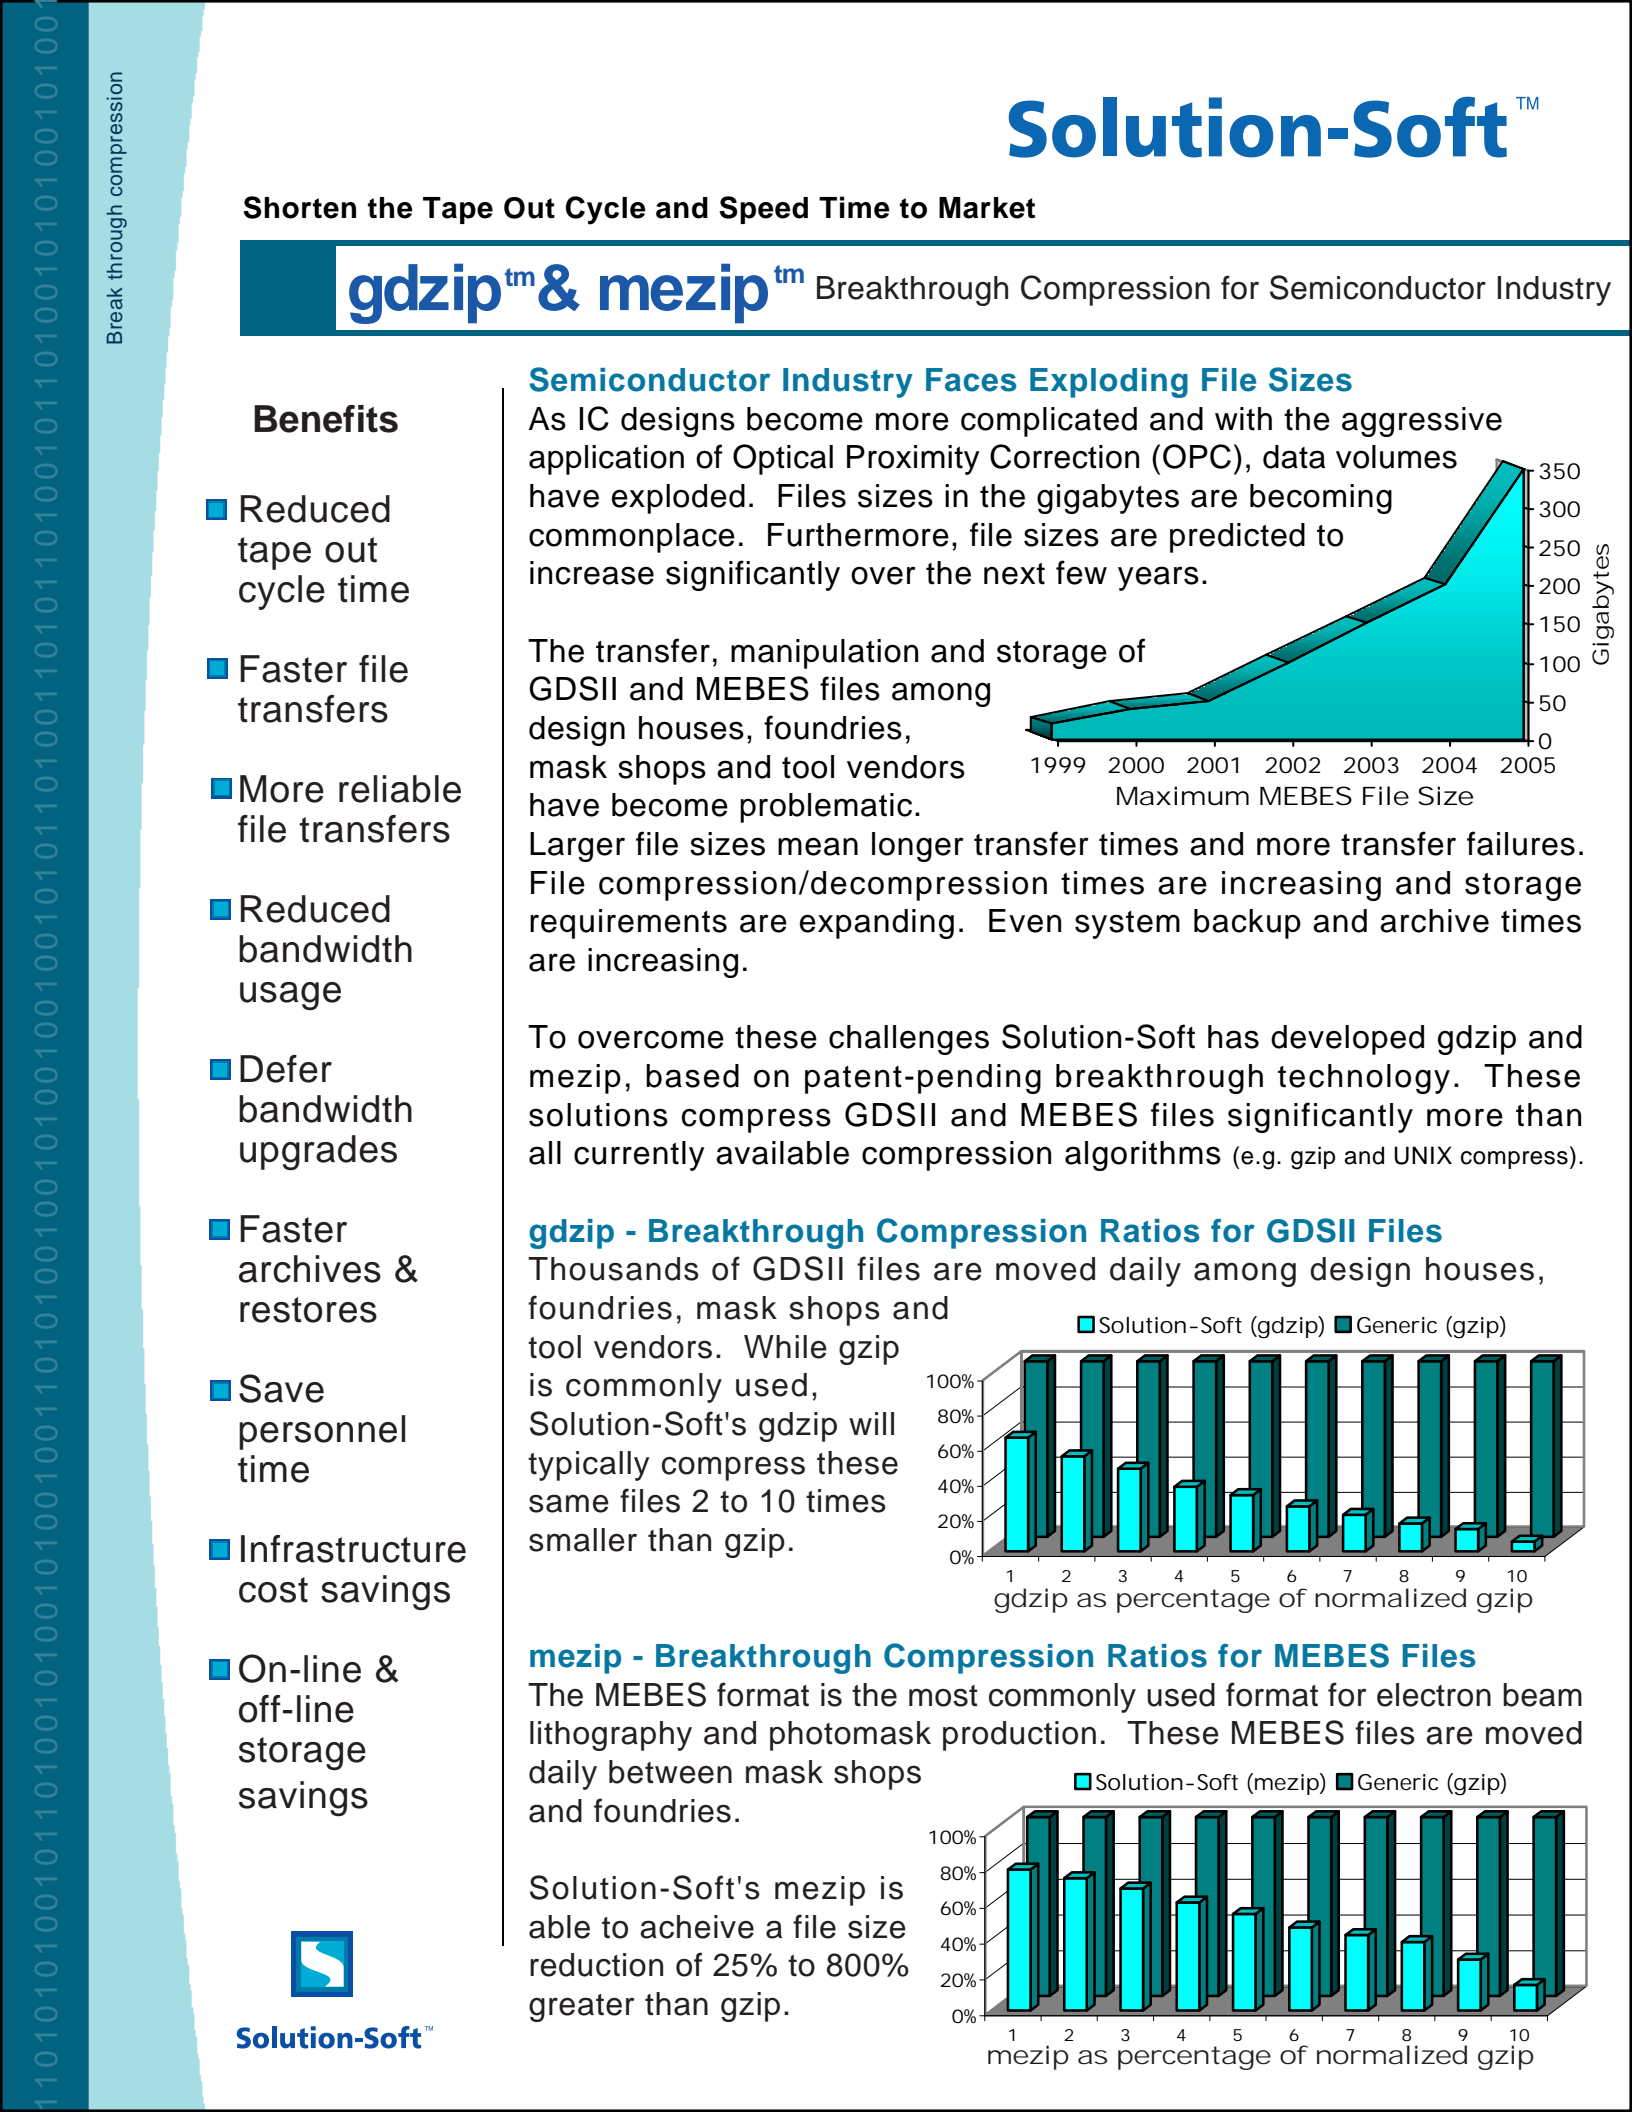 Break through compression
Solution-Soft™
Shorten the Tape Out Cycle and Speed Time to Market
gdzip tm & mezip tm Breakthrough Compression for Semiconductor Industry
Benefits
Reduced
tape out
cycle time
Faster file
transfers
More reliable
file transfers
Reduced
bandwidth
usage
Defer
bandwidth
upgrades
Faster
archives &
restores
Save
personnel
time
Infrastructure
cost savings
On-line &
off-line
storage
savings
Solution-Soft™
Semiconductor Industry Faces Exploding File Sizes
As IC designs become more complicated and with the aggressive
application of Optical Proximity Correction (OPC), data volumes
have exploded. Files sizes in the gigabytes are becoming
commonplace. Furthermore, file sizes are predicted to
increase significantly over the next few years.
350
300
250
200
150
100
50
0
Gigabytes
1999 2000 2001 2002 2003 2004 2005
Maximum MEBES File Size
The transfer, manipulation and storage of
GDSII and MEBES files among
design houses, foundries,
mask shops and tool vendors
have become problematic.
Larger file sizes mean longer transfer times and more transfer failures.
File compression/decompression times are increasing and storage
requirements are expanding. Even system backup and archive times
are increasing.
To overcome these challenges Solution-Soft has developed gdzip and
mezip, based on patent-pending breakthrough technology. These
solutions compress GDSII and MEBES files significantly more than
all currently available compression algorithms (e.g. gzip and UNIX compress).
gdzip - Breakthrough Compression Ratios for GDSII Files
Thousands of GDSII files are moved daily among design houses,
foundries, mask shops and
tool vendors. While gzip
is commonly used,
Solution-Soft's gdzip will
typically compress these
same files 2 to 10 times
smaller than gzip.
Solution-Soft (gdzip) Generic (gzip)
100%
80%
60%
40%
20%
0%
1 2 3 4 5 6 7 8 9 10
gdzip as percentage of normalized gzip
mezip - Breakthrough Compression Ratios for MEBES Files
The MEBES format is the most commonly used format for electron beam
lithography and photomask production. These MEBES files are moved
daily between mask shops
and foundries.
Solution-Soft's mezip is
able to acheive a file size
reduction of 25% to 800%
greater than gzip.
Solution-Soft (mezip) Generic (gzip)
100%
80%
60%
40%
20%
0%
1 2 3 4 5 6 7 8 9 10
mezip as percentage of normalized gzip